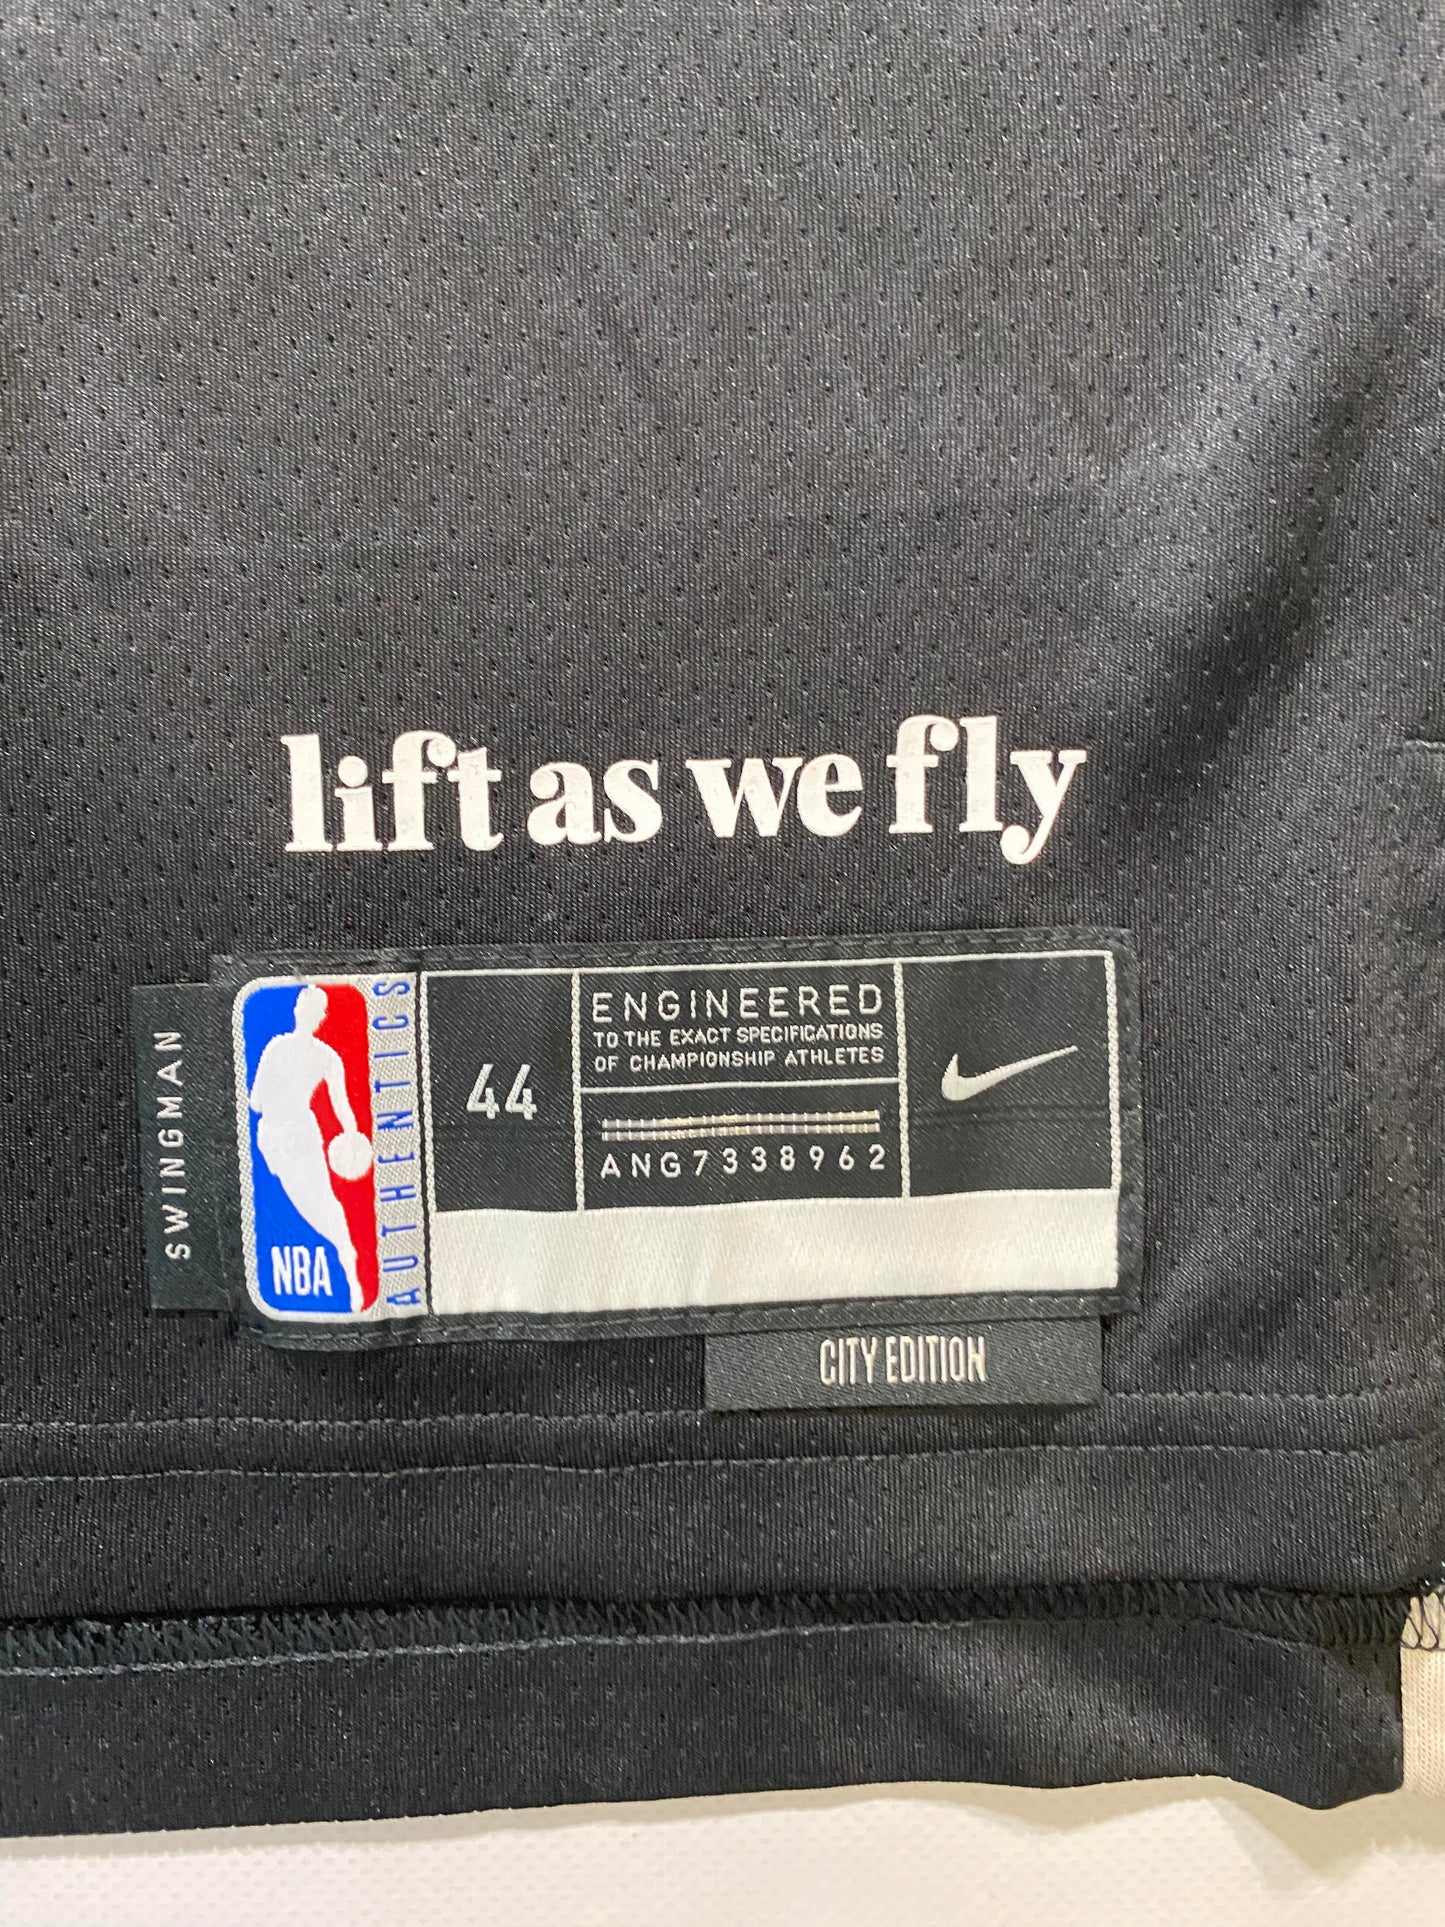 lift as we fly
SWINGMAN
NBA
AUTHENTICS
44
ENGINEERED
TO THE EXACT SPECIFICATIONS
OF CHAMPIONSHIP ATHLETES
ANG7338962
CITY EDITION